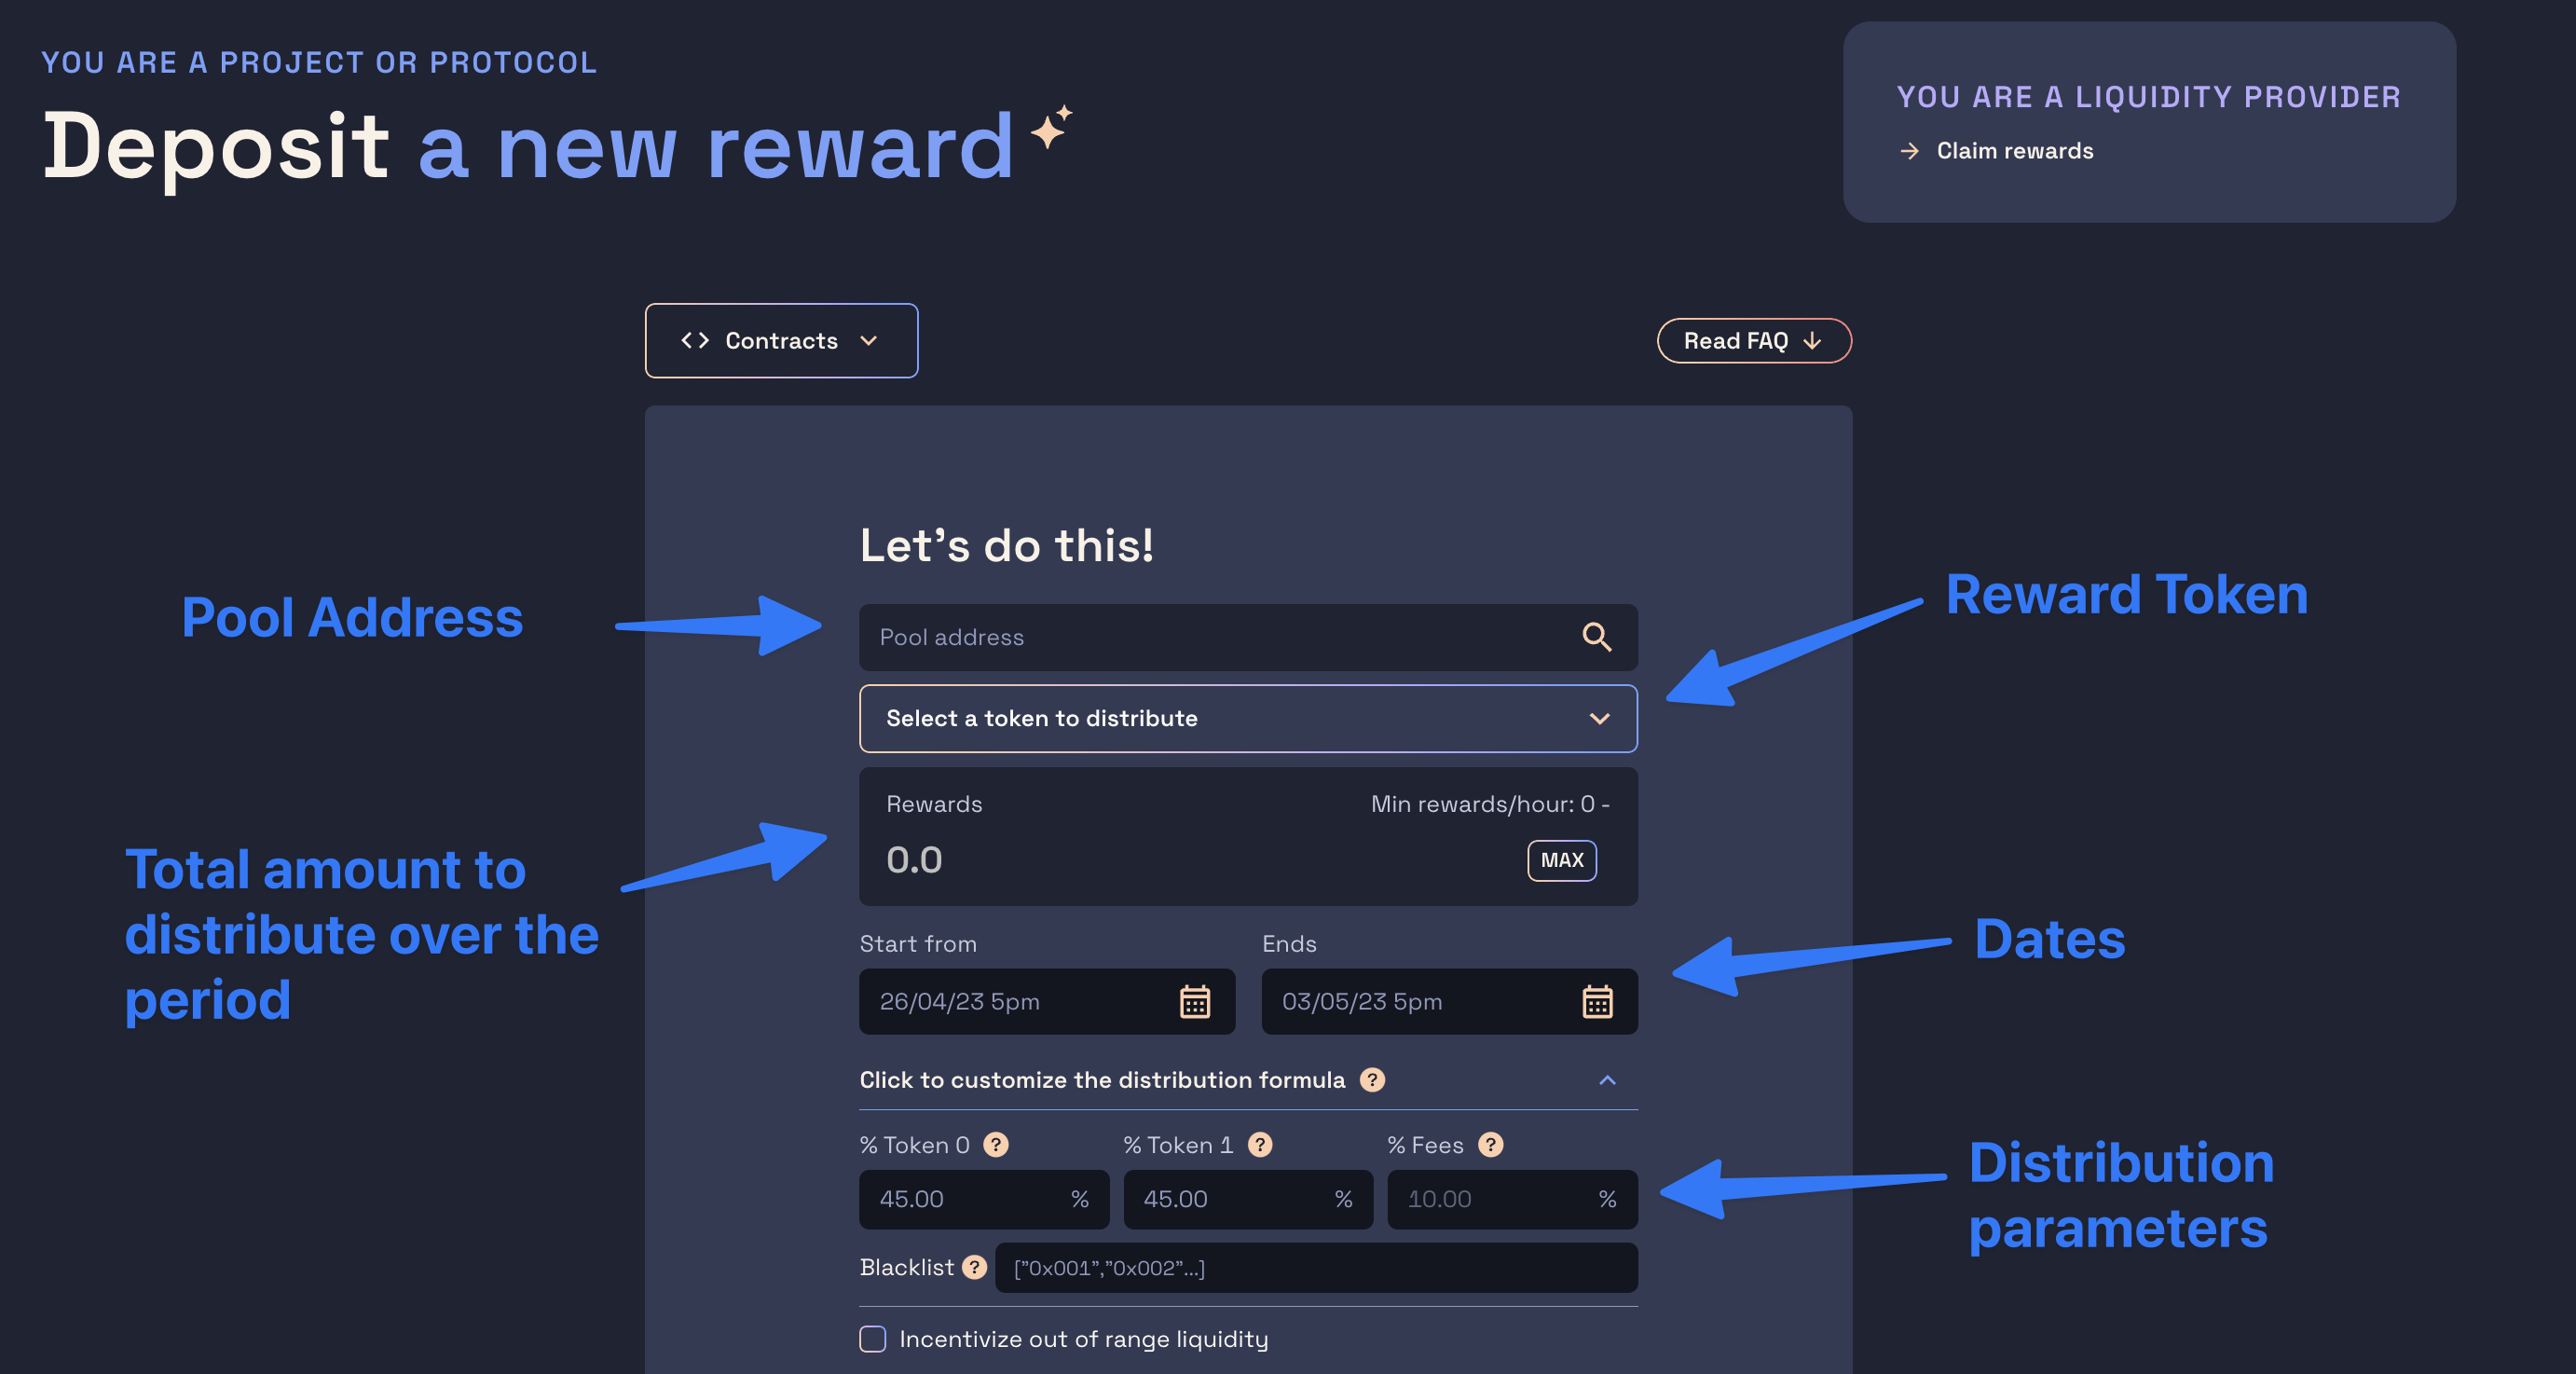 YOU ARE A PROJECT OR PROTOCOL
Deposit a new reward
YOU ARE A LIQUIDITY PROVIDER
→ Claim rewards
<> Contracts
Read FAQ ↓
Let's do this!
Pool Address
Pool address
Reward Token
Select a token to distribute
Rewards
Min rewards/hour: 0 -
0.0
MAX
Total amount to
distribute over the
period
Start from
Ends
26/04/23 5pm
03/05/23 5pm
Dates
Click to customize the distribution formula ?
% Token 0 ?
% Token 1 ?
% Fees ?
45.00 %
45.00 %
10.00 %
Distribution
parameters
Blacklist ?
["0x001","0x002"...]
Incentivize out of range liquidity